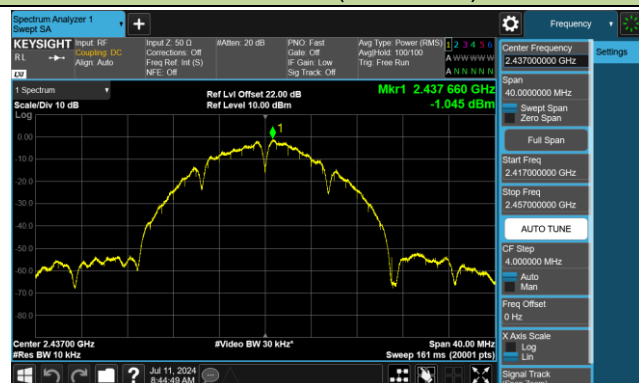 Spectrum Analyzer 1
Swept SA
Frequency
KEYSIGHT
RL
LXI
Input: RF
Coupling: DC
Align: Auto
Input Z: 50 Ω
Corrections: Off
Freq Ref: Int (S)
NFE: Off
#Atten: 20 dB
PNO: Fast
Gate: Off
IF Gain: Low
Sig Track: Off
Avg Type: Power (RMS)
Avg|Hold: 100/100
Trig: Free Run
1 2 3 4 5 6
A W W W W W
A N N N N N
Center Frequency
2.437000000 GHz
Settings
1 Spectrum
Scale/Div 10 dB
Ref Lvl Offset 22.00 dB
Ref Level 10.00 dBm
Mkr1 2.437 660 GHz
-1.045 dBm
Span
40.0000000 MHz
Swept Span
Zero Span
Full Span
Start Freq
2.417000000 GHz
Stop Freq
2.457000000 GHz
AUTO TUNE
CF Step
4.000000 MHz
Auto
Man
Freq Offset
0 Hz
X Axis Scale
Log
Lin
Signal Track
Log
1
0.00
-10.0
-20.0
-30.0
-40.0
-50.0
-60.0
-70.0
-80.0
Center 2.43700 GHz
#Res BW 10 kHz
#Video BW 30 kHz*
Span 40.00 MHz
Sweep 161 ms (20001 pts)
?
Jul 11, 2024
8:44:49 AM